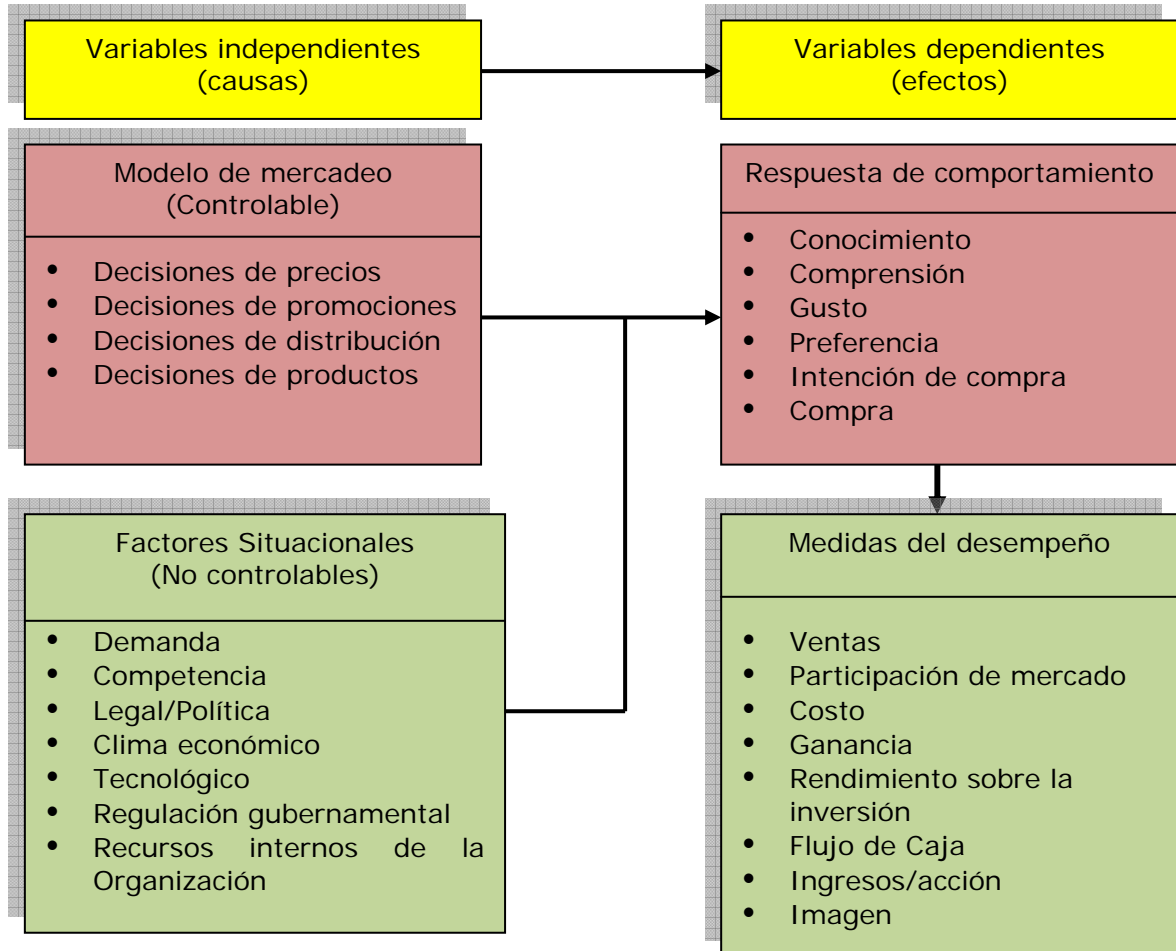 Variables independientes
(causas)
Variables dependientes
(efectos)
Modelo de mercadeo
(Controlable)
• Decisiones de precios
• Decisiones de promociones
• Decisiones de distribución
• Decisiones de productos
Respuesta de comportamiento
• Conocimiento
• Comprensión
• Gusto
• Preferencia
• Intención de compra
• Compra
Factores Situacionales
(No controlables)
• Demanda
• Competencia
• Legal/Política
• Clima económico
• Tecnológico
• Regulación gubernamental
• Recursos internos de la
Organización
Medidas del desempeño
• Ventas
• Participación de mercado
• Costo
• Ganancia
• Rendimiento sobre la
inversión
• Flujo de Caja
• Ingresos/acción
• Imagen